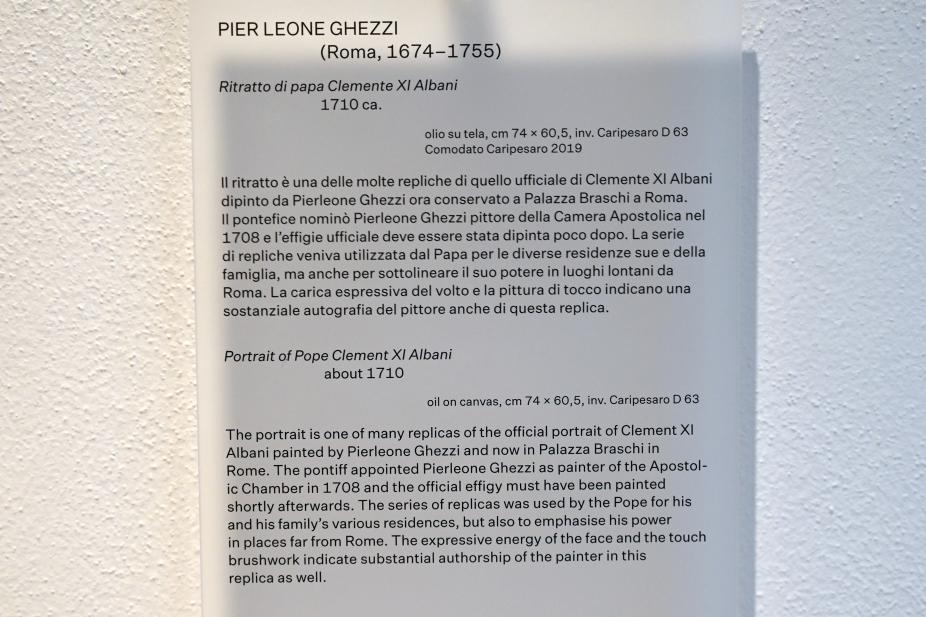 PIER LEONE GHEZZI
(Roma, 1674–1755)
Ritratto di papa Clemente XI Albani
1710 ca.
olio su tela, cm 74 × 60,5, inv. Caripesaro D 63
Comodato Caripesaro 2019
Il ritratto è una delle molte repliche di quello ufficiale di Clemente XI Albani
dipinto da Pierleone Ghezzi ora conservato a Palazza Braschi a Roma.
Il pontefice nominò Pierleone Ghezzi pittore della Camera Apostolica nel
1708 e l'effigie ufficiale deve essere stata dipinta poco dopo. La serie
di repliche veniva utilizzata dal Papa per le diverse residenze sue e della
famiglia, ma anche per sottolineare il suo potere in luoghi lontani da
Roma. La carica espressiva del volto e la pittura di tocco indicano una
sostanziale autografia del pittore anche di questa replica.
Portrait of Pope Clement XI Albani
about 1710
oil on canvas, cm 74 × 60,5, inv. Caripesaro D 63
The portrait is one of many replicas of the official portrait of Clement XI
Albani painted by Pierleone Ghezzi and now in Palazza Braschi in
Rome. The pontiff appointed Pierleone Ghezzi as painter of the Apostol-
ic Chamber in 1708 and the official effigy must have been painted
shortly afterwards. The series of replicas was used by the Pope for his
and his family's various residences, but also to emphasise his power
in places far from Rome. The expressive energy of the face and the touch
brushwork indicate substantial authorship of the painter in this
replica as well.